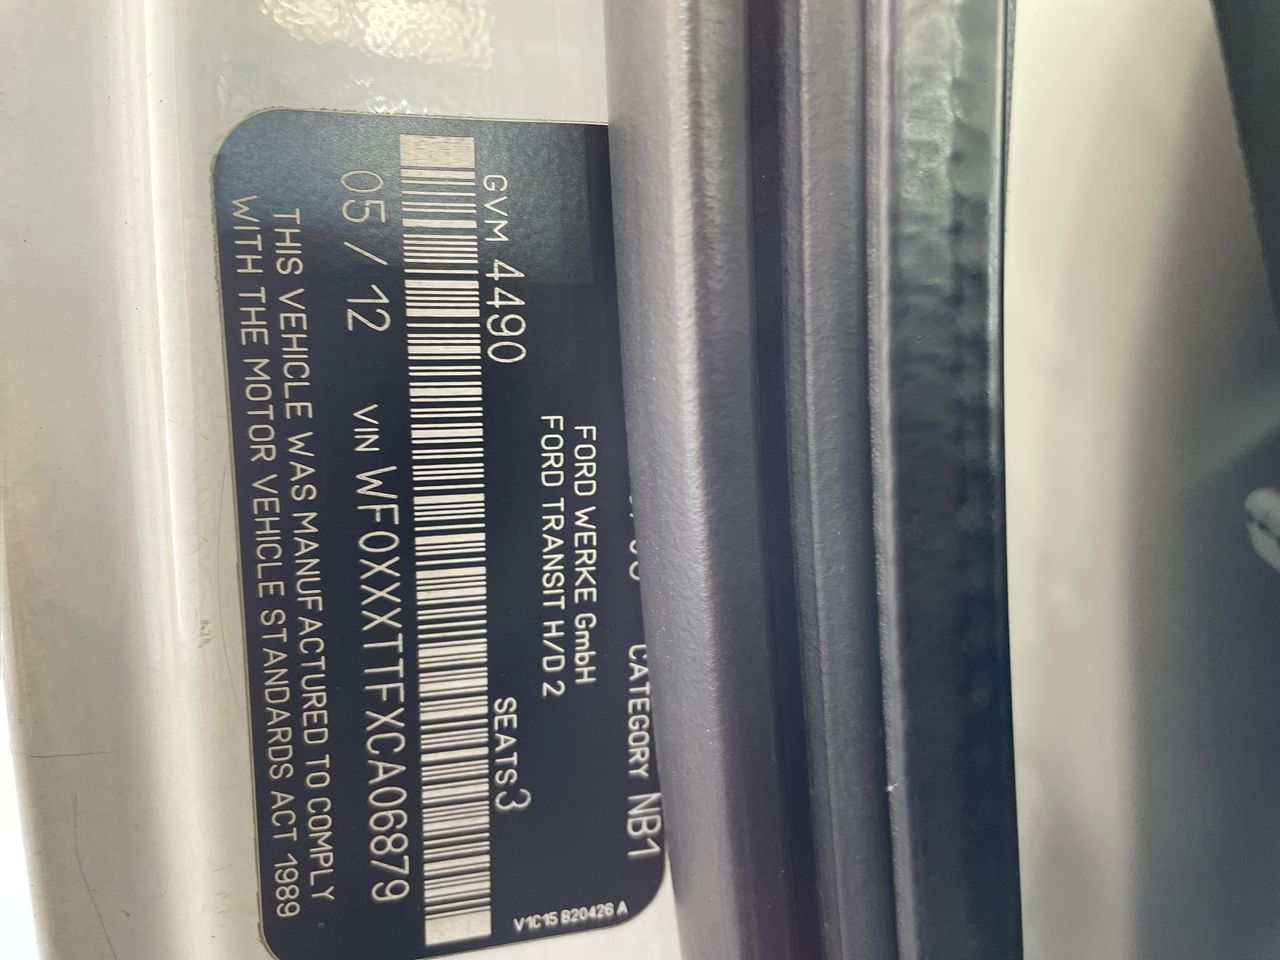 CATEGORY NB1
FORD WERKE GmbH
FORD TRANSIT H/D 2
GVM 4490 SEATS:3
05/12 VIN WF0XXXTTFXCA06879
THIS VEHICLE WAS MANUFACTURED TO COMPLY
WITH THE MOTOR VEHICLE STANDARDS ACT 1989
V1C15 B20426 A